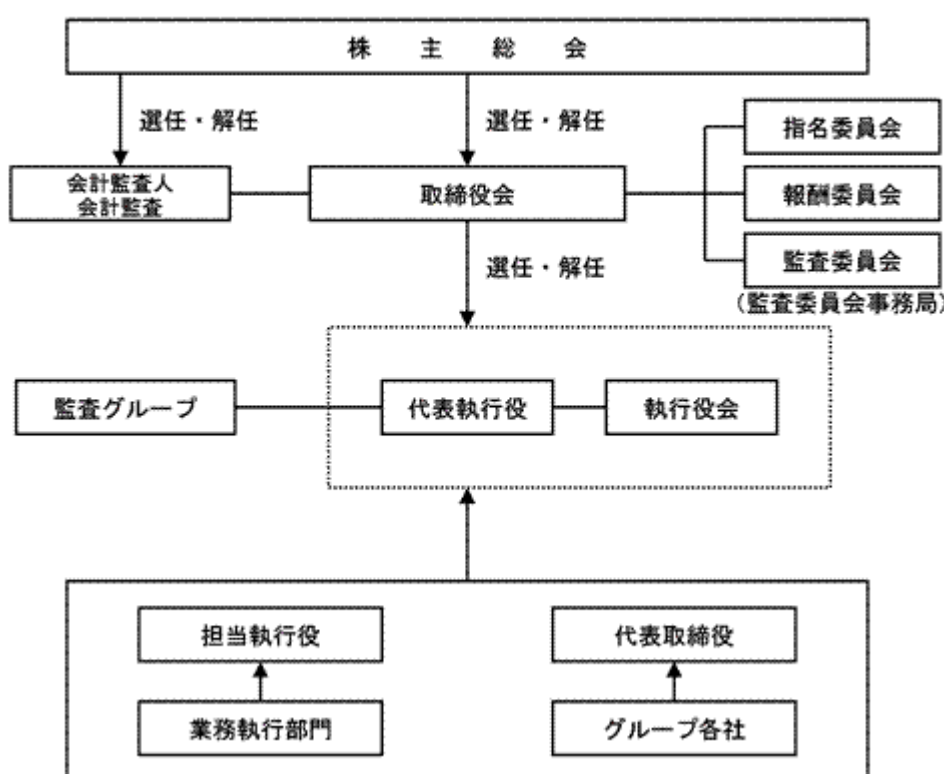 株主総会
選任・解任
選任・解任
指名委員会
会計監査人
会計監査
取締役会
報酬委員会
選任・解任
監査委員会
(監査委員会事務局)
監査グループ
代表執行役
執行役会
担当執行役
代表取締役
業務執行部門
グループ各社